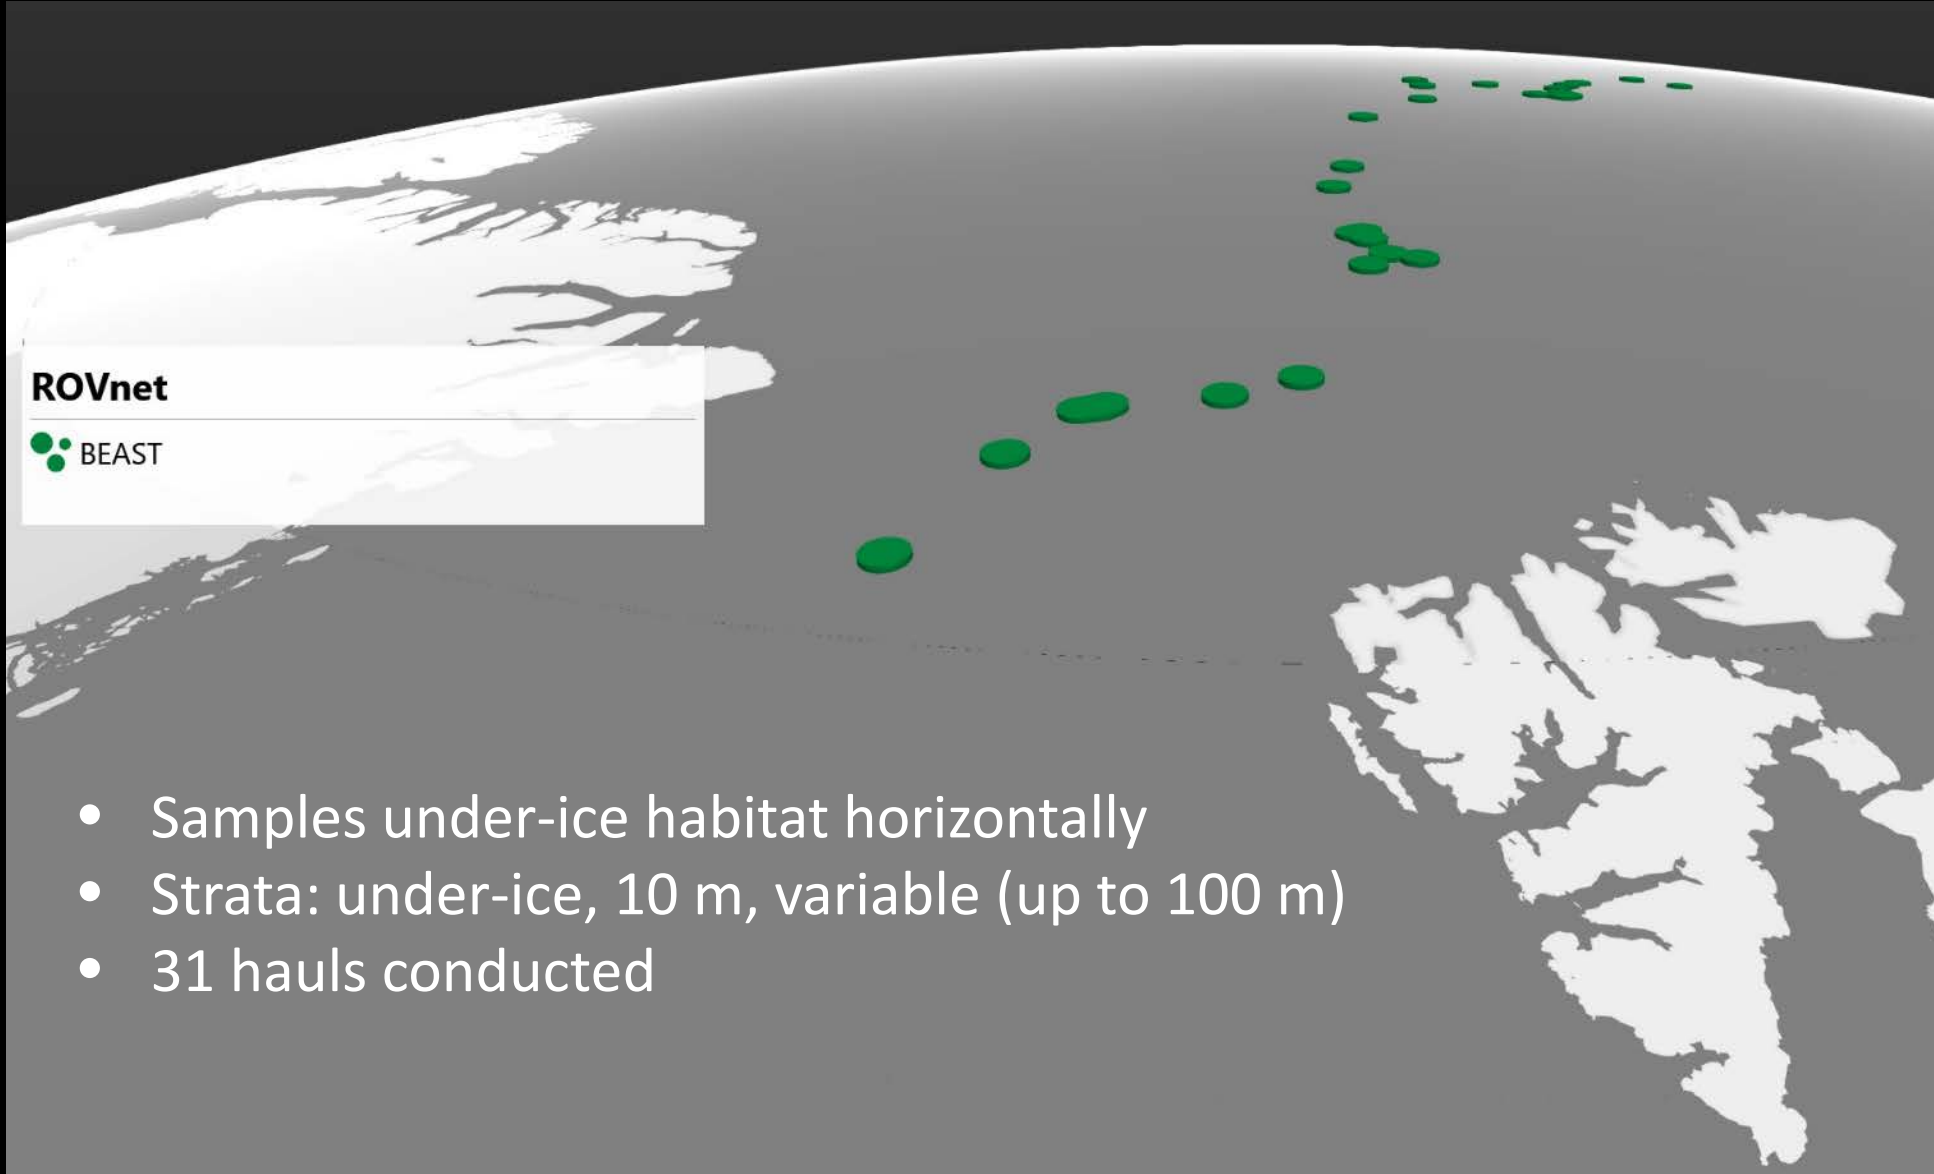 ROVnet
BEAST
• Samples under-ice habitat horizontally
• Strata: under-ice, 10 m, variable (up to 100 m)
• 31 hauls conducted